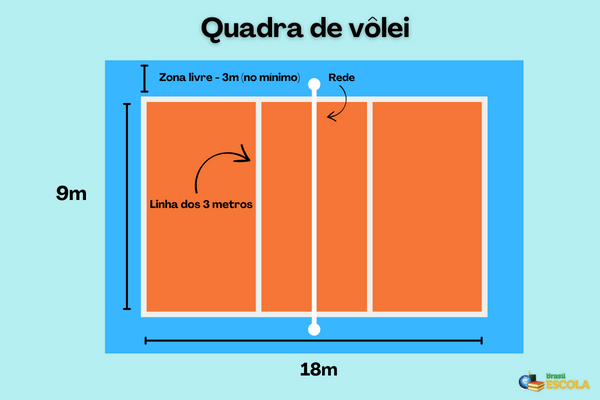 Quadra de vôlei
Zona livre - 3m (no mínimo)
Rede
9m
Linha dos 3 metros
18m
Brasil
ESCOLA